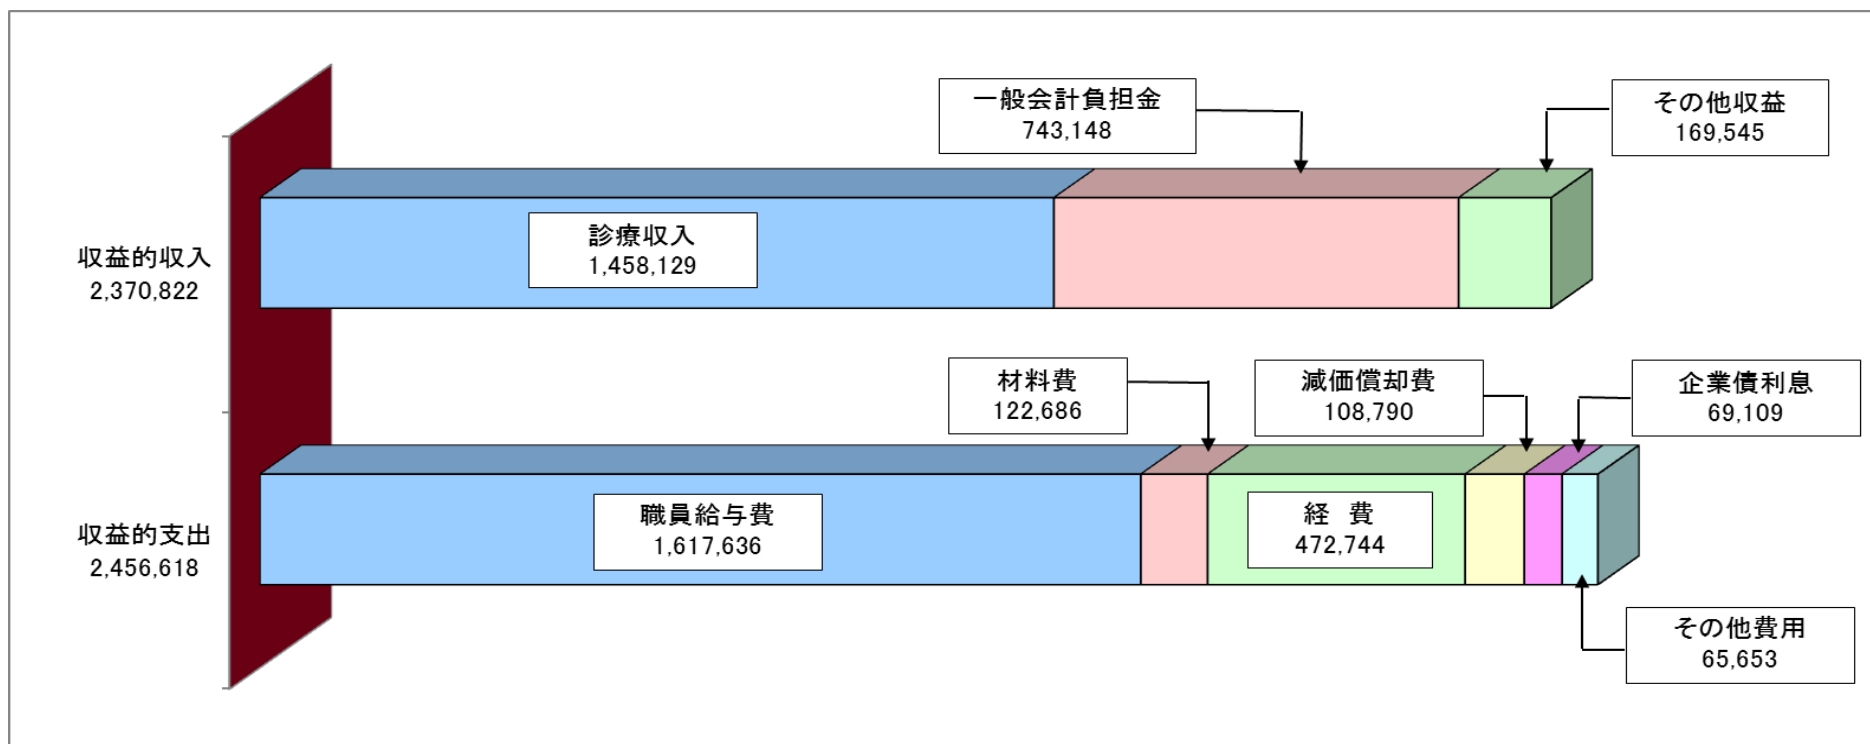 一般会計負担金
743,148
その他収益
169,545
診療収入
1,458,129
収益的収入
2,370,822
材料費
122,686
減価償却費
108,790
企業債利息
69,109
職員給与費
1,617,636
経 費
472,744
収益的支出
2,456,618
その他費用
65,653